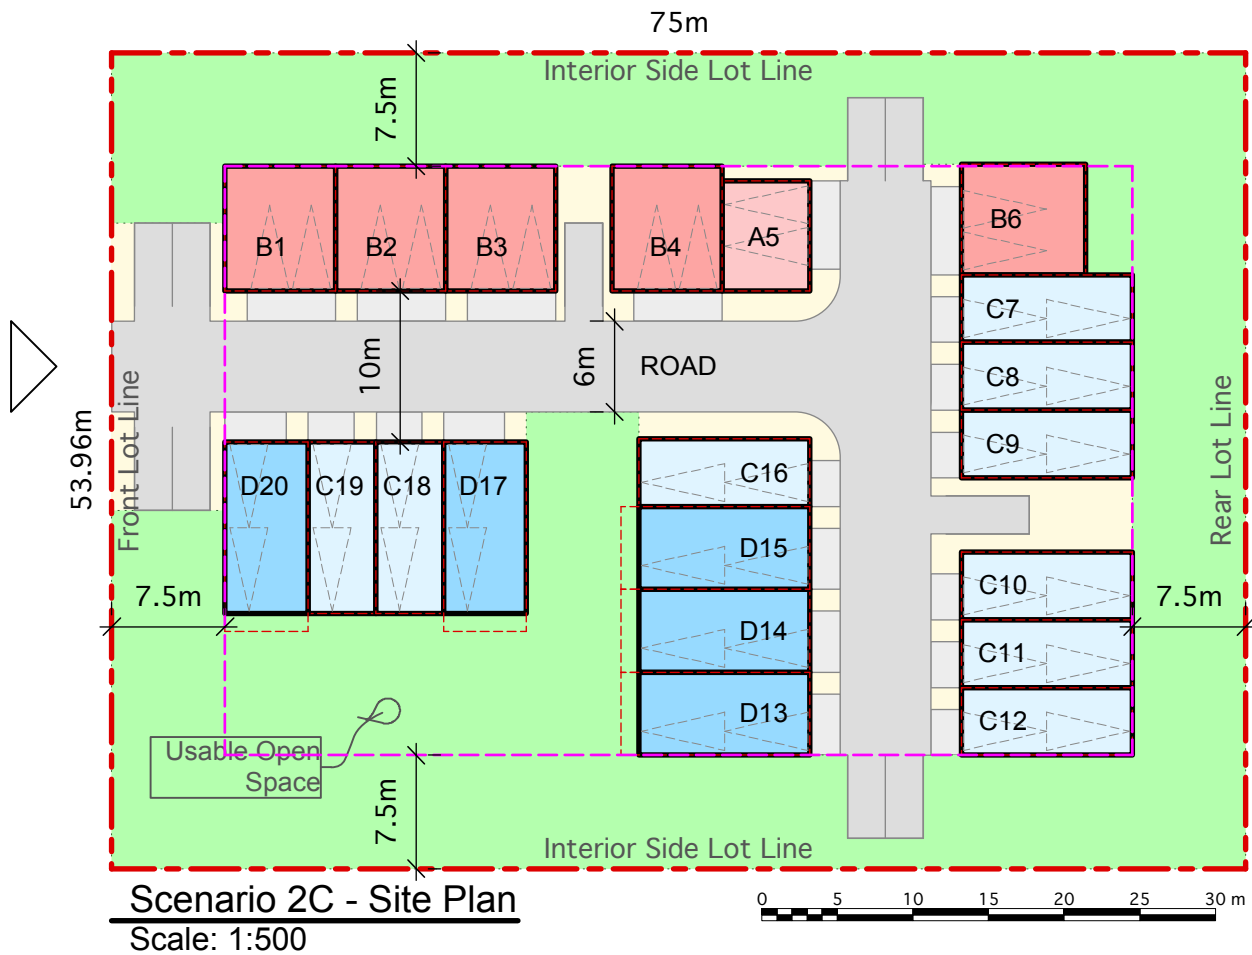 75m
Interior Side Lot Line
7.5m
B1
B2
B3
B4
A5
B6
C7
10m
6m
ROAD
C8
C9
53.96m
Front Lot Line
Rear Lot Line
D20
C19
C18
D17
C16
D15
7.5m
7.5m
C10
D14
C11
D13
C12
Usable Open
Space
7.5m
Interior Side Lot Line
Scenario 2C - Site Plan
Scale: 1:500
0 5 10 15 20 25 30 m